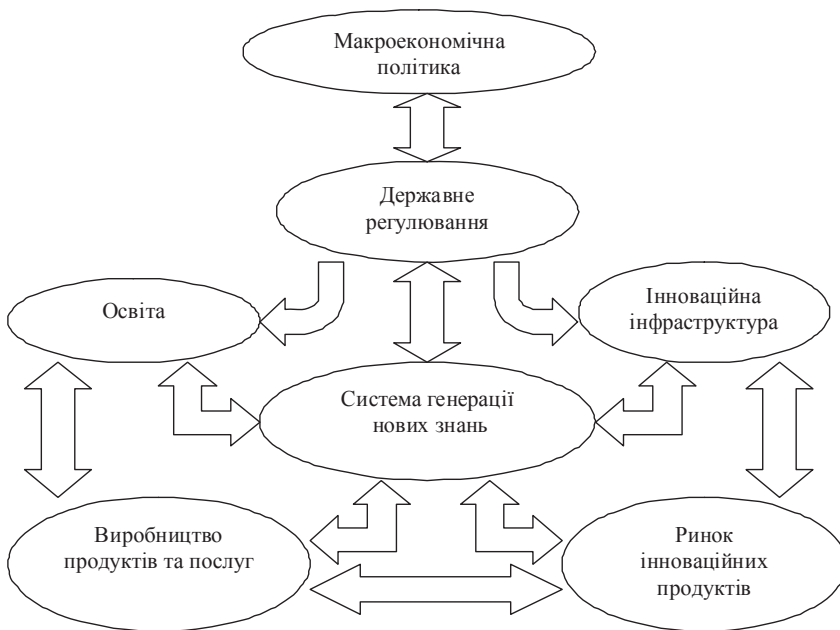 Макроекономічна
політика
Державне
регулювання
Освіта
Інноваційна
інфраструктура
Система генерації
нових знань
Виробництво
продуктів та послуг
Ринок
інноваційних
продуктів